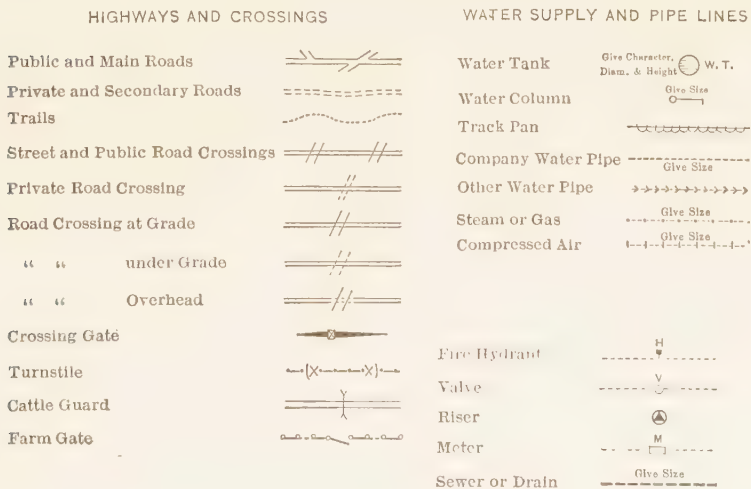 HIGHWAYS AND CROSSINGS
Public and Main Roads
Private and Secondary Roads
Trails
Street and Public Road Crossings
Private Road Crossing
Road Crossing at Grade
“ “ under Grade
“ “ Overhead
Crossing Gate
Turnstile
Cattle Guard
Farm Gate
WATER SUPPLY AND PIPE LINES
Water Tank Give Character, Diam. & Height W. T.
Water Column Give Size
Track Pan
Company Water Pipe Give Size
Other Water Pipe
Steam or Gas Give Size
Compressed Air Give Size
Fire Hydrant H
Valve V
Riser
Meter M
Sewer or Drain Give Size